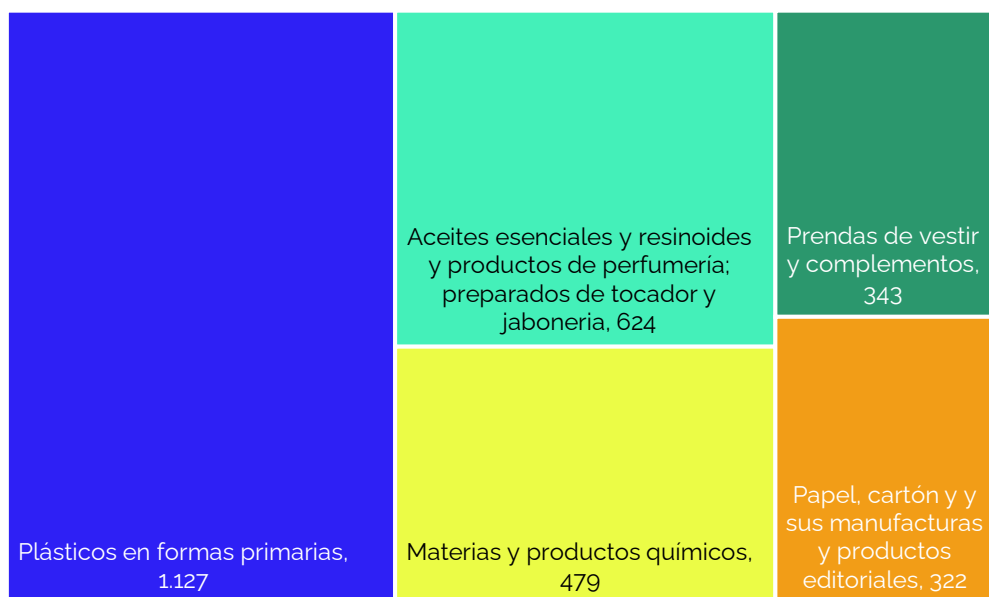 Plásticos en formas primarias,
1.127
Aceites esenciales y resinoides
y productos de perfumería;
preparados de tocador y
jaboneria, 624
Materias y productos químicos,
479
Prendas de vestir
y complementos,
343
Papel, cartón y y
sus manufacturas
y productos
editoriales, 322